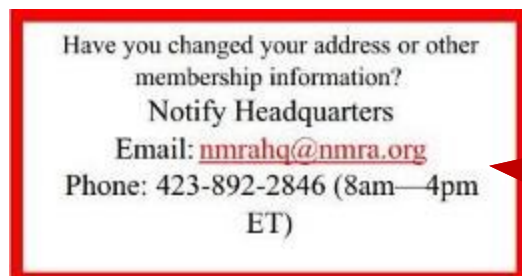 Have you changed your address or other
membership information?
Notify Headquarters
Email: nmrahq@nmra.org
Phone: 423-892-2846 (8am—4pm
ET)